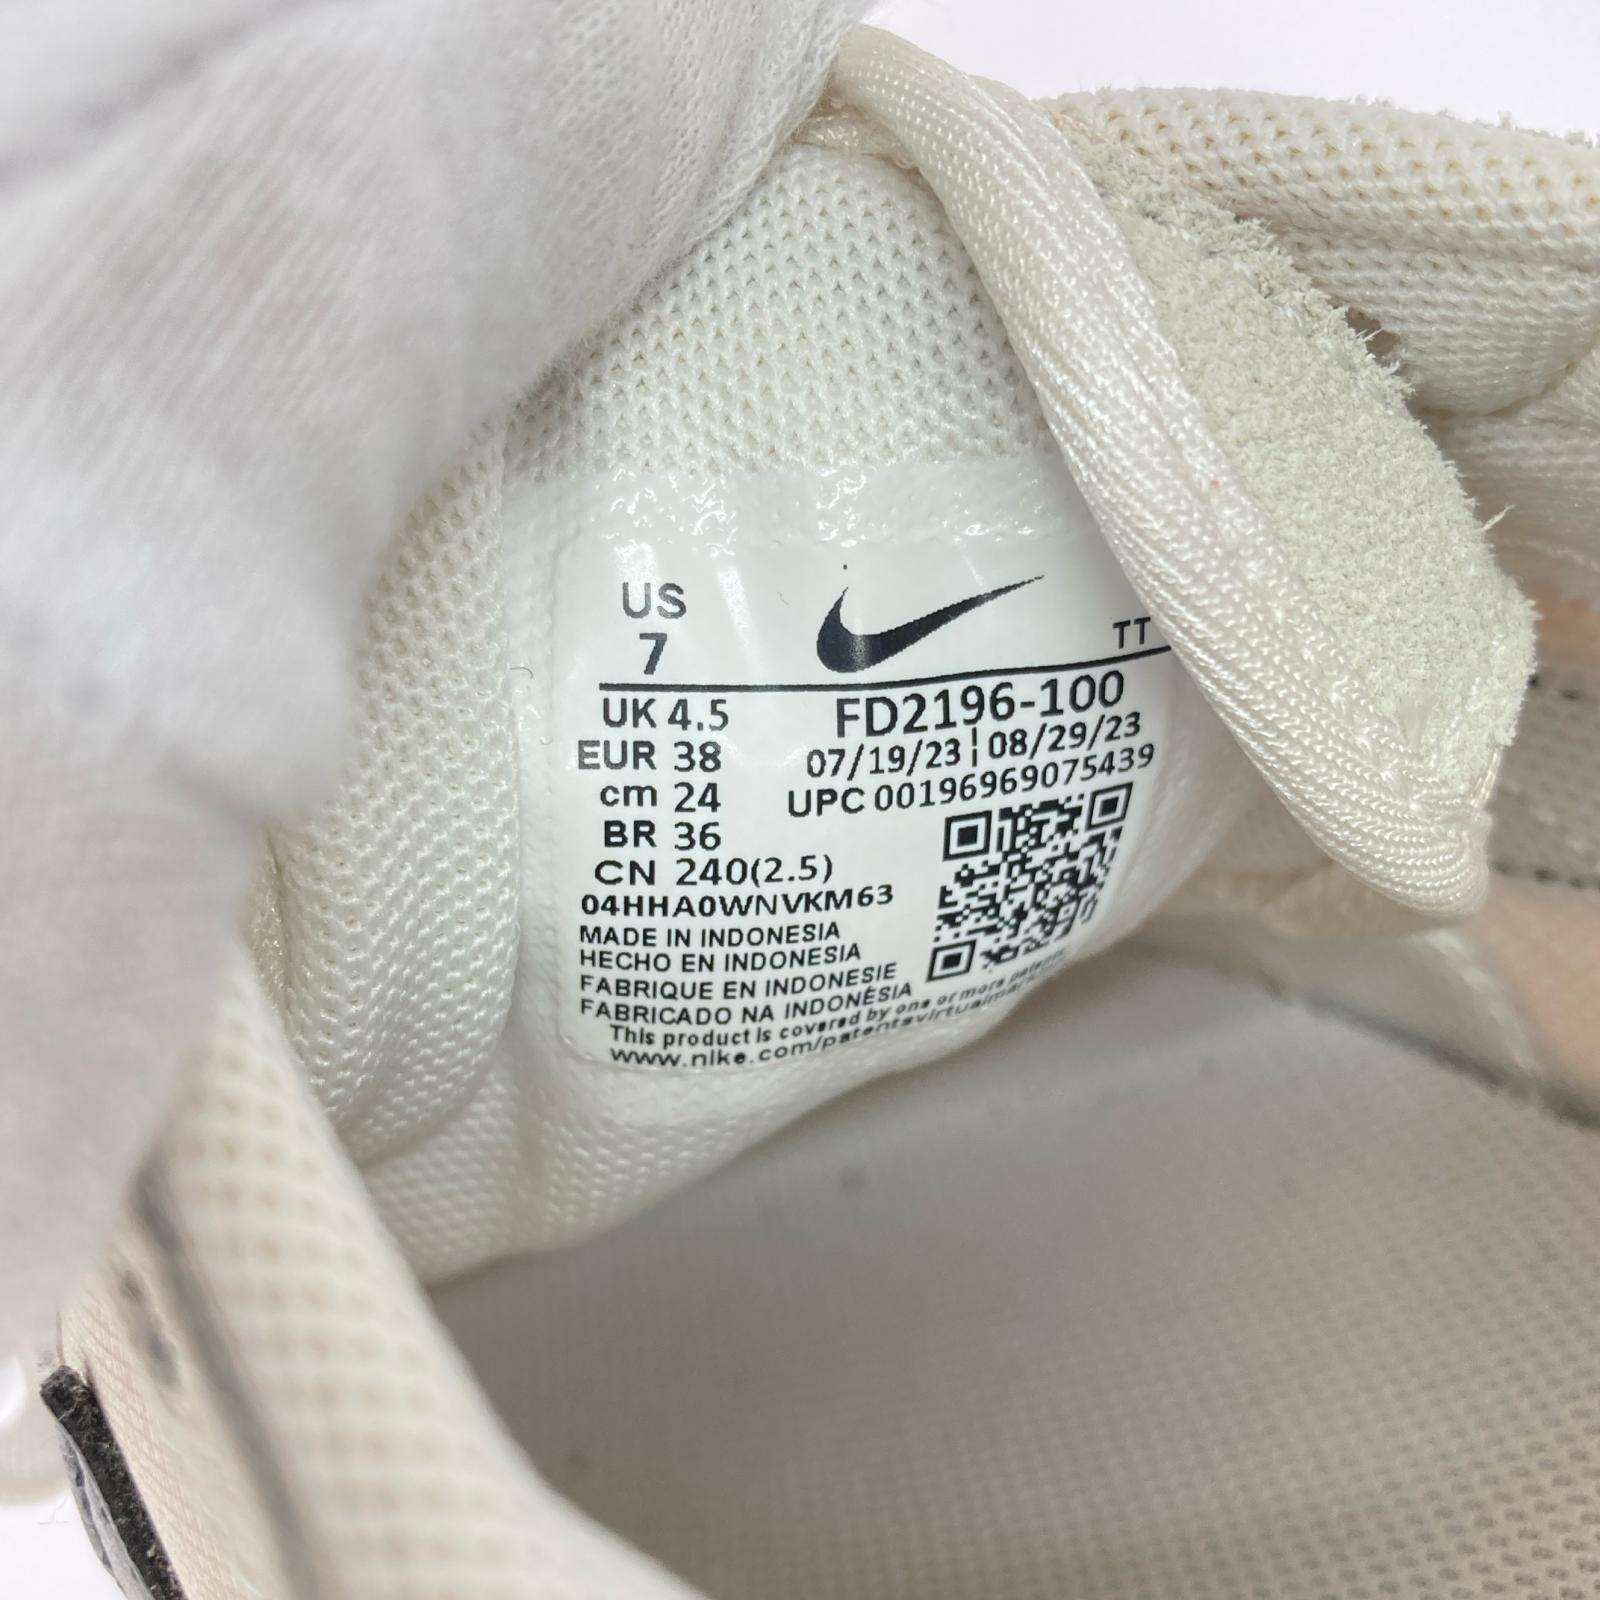 US
7
TT
UK 4.5
EUR 38
cm 24
BR 36
CN 240(2.5)
FD2196-100
07/19/23 | 08/29/23
UPC 00196969075439
04HHA0WNVKM63
MADE IN INDONESIA
HECHO EN INDONESIA
FABRIQUE EN INDONESIE
FABRICADO NA INDONÉSIA
This product is covered by one or more
www.nike.com/patents